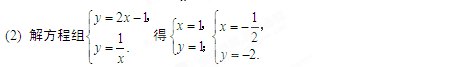 (2) 解方程组{y=2x-1, y=1/x. 得{x=1, y=1; {x=-1/2, y=-2.